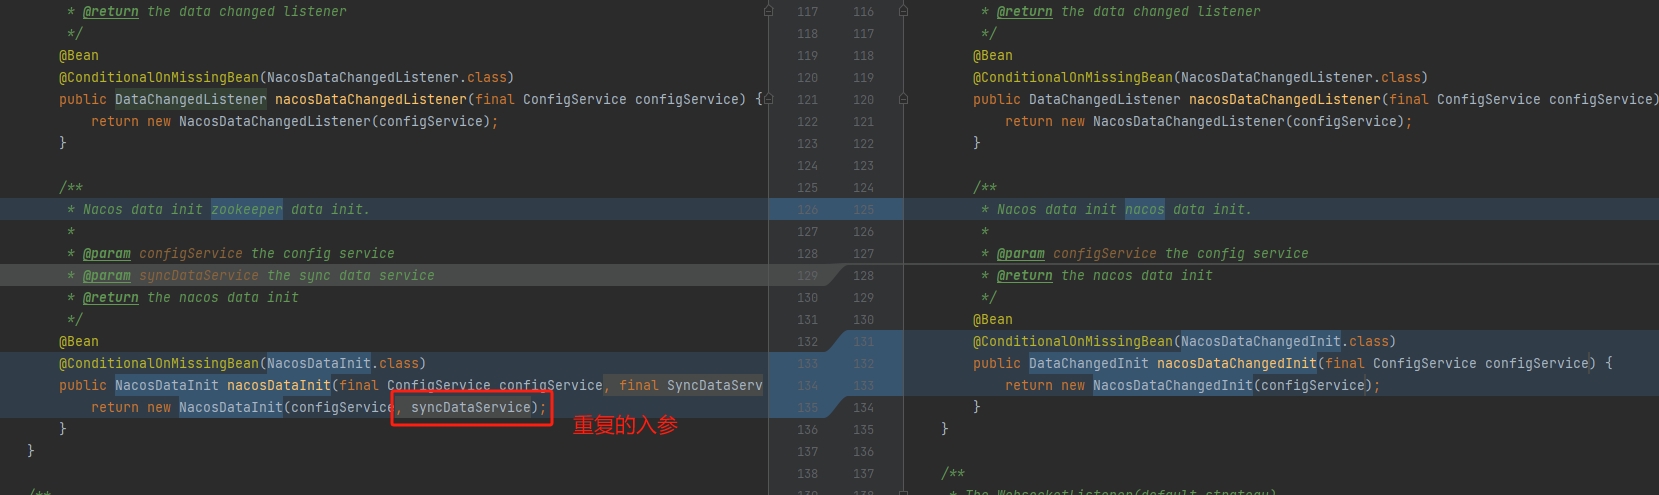 * @return the data changed listener
*/
@Bean
@ConditionalOnMissingBean(NacosDataChangedListener.class)
public DataChangedListener nacosDataChangedListener(final ConfigService configService) {
return new NacosDataChangedListener(configService);
}
/**
* Nacos data init zookeeper data init.
*
* @param configService the config service
* @param syncDataService the sync data service
* @return the nacos data init
*/
@Bean
@ConditionalOnMissingBean(NacosDataInit.class)
public NacosDataInit nacosDataInit(final ConfigService configService, final SyncDataServ
return new NacosDataInit(configService, syncDataService);
重复的入参
}
}
/**
117 116
118 117
119 118
120 119
121 120
122 121
123 122
124 123
125 124
126 125
127 126
128 127
129 128
130 129
131 130
132 131
133 132
134 133
135 134
136 135
137 136
138 137
* @return the data changed listener
*/
@Bean
@ConditionalOnMissingBean(NacosDataChangedListener.class)
public DataChangedListener nacosDataChangedListener(final ConfigService configService)
return new NacosDataChangedListener(configService);
}
/**
* Nacos data init nacos data init.
*
* @param configService the config service
* @return the nacos data init
*/
@Bean
@ConditionalOnMissingBean(NacosDataChangedInit.class)
public DataChangedInit nacosDataChangedInit(final ConfigService configService) {
return new NacosDataChangedInit(configService);
}
}
/**
* The WebsocketListener(default strategy)